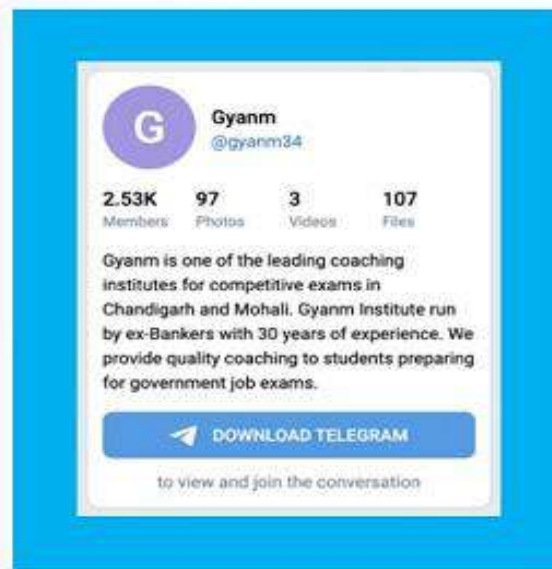 G
Gyanm
@gyanm34
2.53K 97 3 107
Members Photos Videos Files
Gyanm is one of the leading coaching
institutes for competitive exams in
Chandigarh and Mohali. Gyanm Institute run
by ex-Bankers with 30 years of experience. We
provide quality coaching to students preparing
for government job exams.
DOWNLOAD TELEGRAM
to view and join the conversation